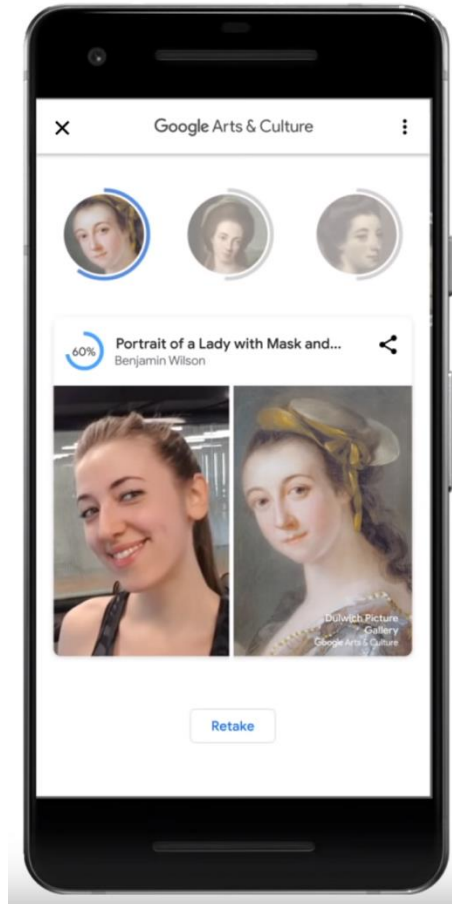 Google Arts & Culture
60%
Portrait of a Lady with Mask and...
Benjamin Wilson
Dulwich Picture
Gallery
Google Arts & Culture
Retake